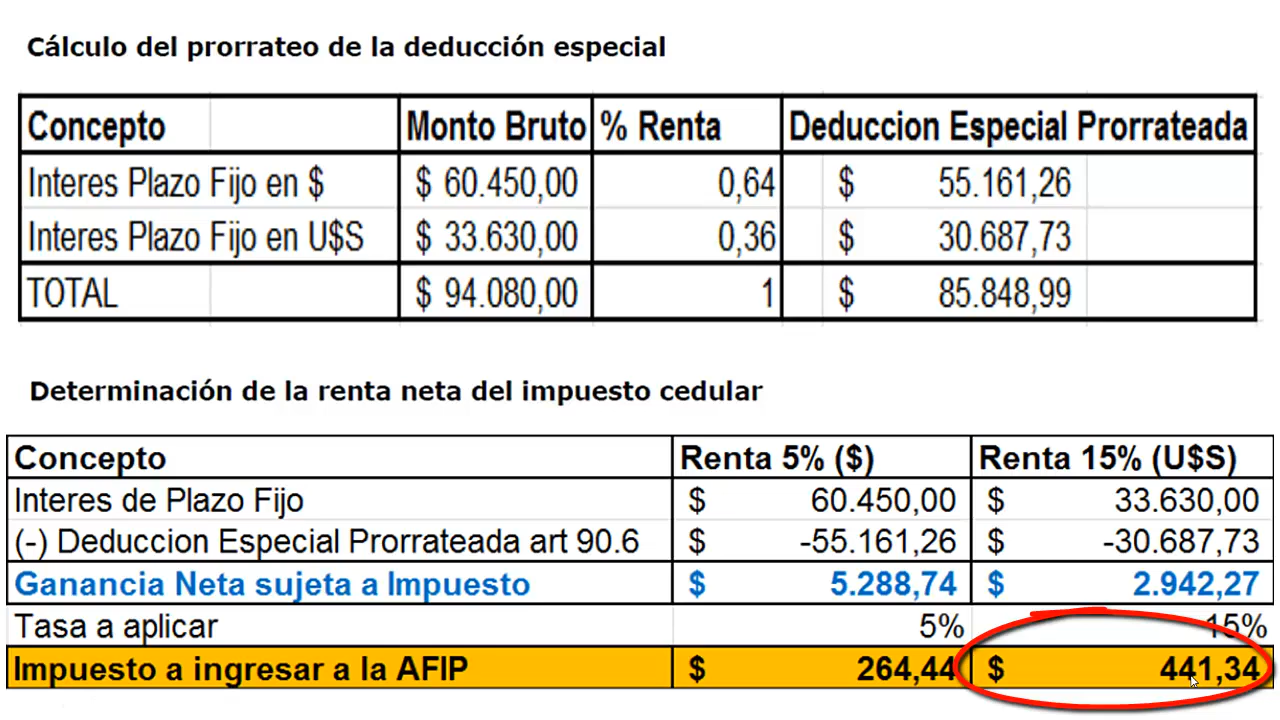 Cálculo del prorrateo de la deducción especial
Concepto Monto Bruto % Renta Deduccion Especial Prorrateada
Interes Plazo Fijo en $ $ 60.450,00 0,64 $ 55.161,26
Interes Plazo Fijo en U$S $ 33.630,00 0,36 $ 30.687,73
TOTAL $ 94.080,00 1 $ 85.848,99
Determinación de la renta neta del impuesto cedular
Concepto Renta 5% ($) Renta 15% (U$S)
Interes de Plazo Fijo $ 60.450,00 $ 33.630,00
(-) Deduccion Especial Prorrateada art 90.6 $ -55.161,26 $ -30.687,73
Ganancia Neta sujeta a Impuesto $ 5.288,74 $ 2.942,27
Tasa a aplicar 5% 15%
Impuesto a ingresar a la AFIP $ 264,44 $ 441,34